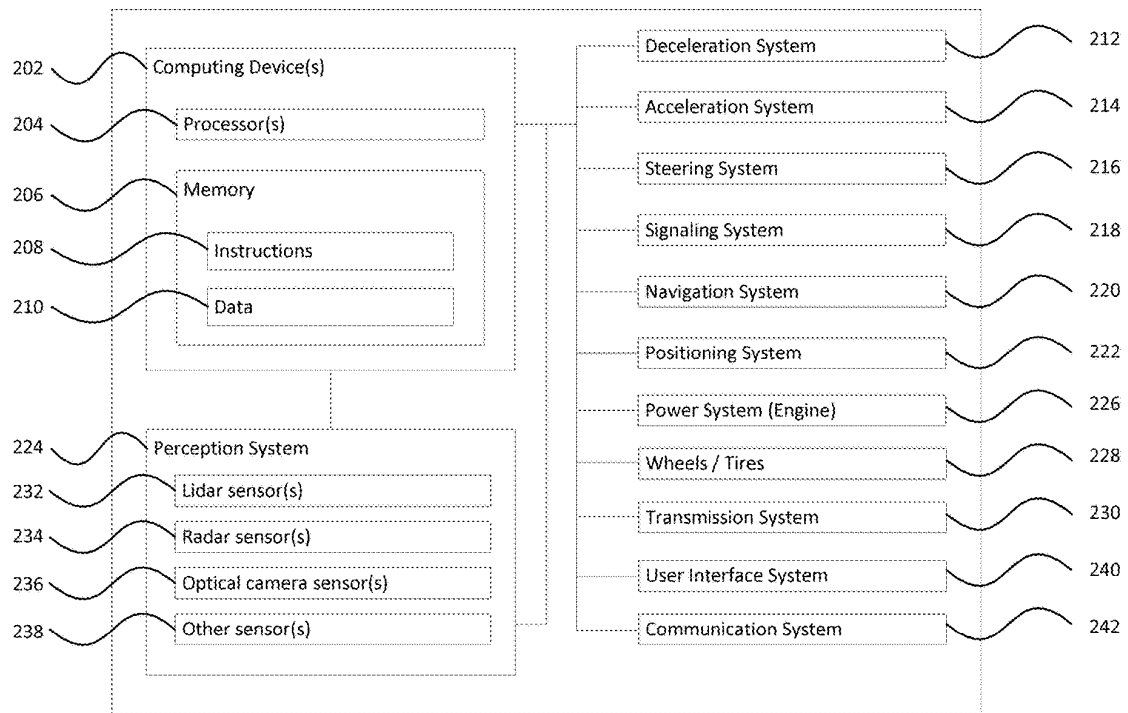 202 Computing Device(s)
204 Processor(s)
206 Memory
208 Instructions
210 Data
224 Perception System
232 Lidar sensor(s)
234 Radar sensor(s)
236 Optical camera sensor(s)
238 Other sensor(s)
Deceleration System 212
Acceleration System 214
Steering System 216
Signaling System 218
Navigation System 220
Positioning System 222
Power System (Engine) 226
Wheels / Tires 228
Transmission System 230
User Interface System 240
Communication System 242